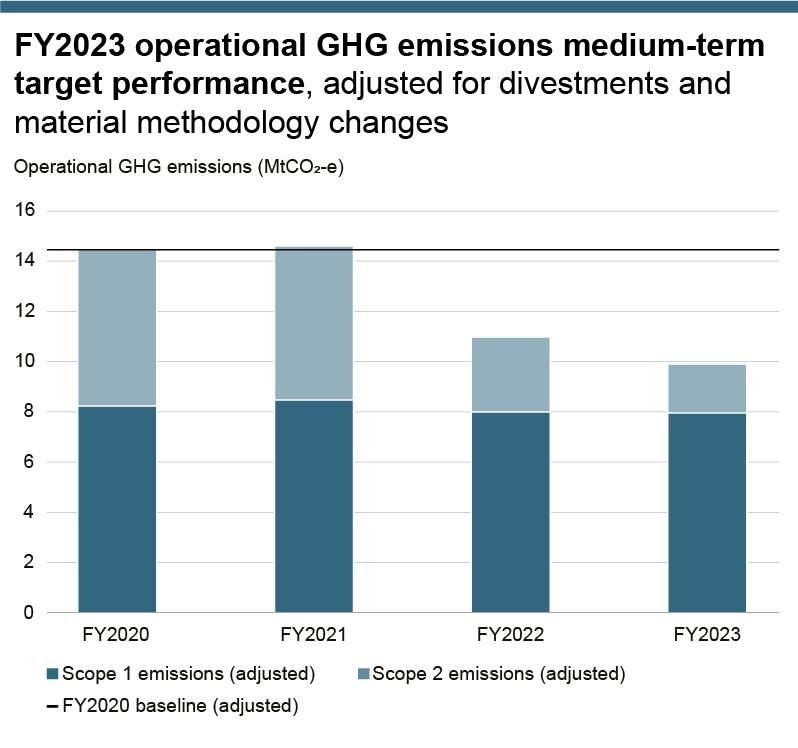 FY2023 operational GHG emissions medium-term
target performance, adjusted for divestments and
material methodology changes
Operational GHG emissions (MtCO₂-e)
16
14
12
10
8
6
4
2
0
FY2020 FY2021 FY2022 FY2023
Scope 1 emissions (adjusted) Scope 2 emissions (adjusted)
FY2020 baseline (adjusted)